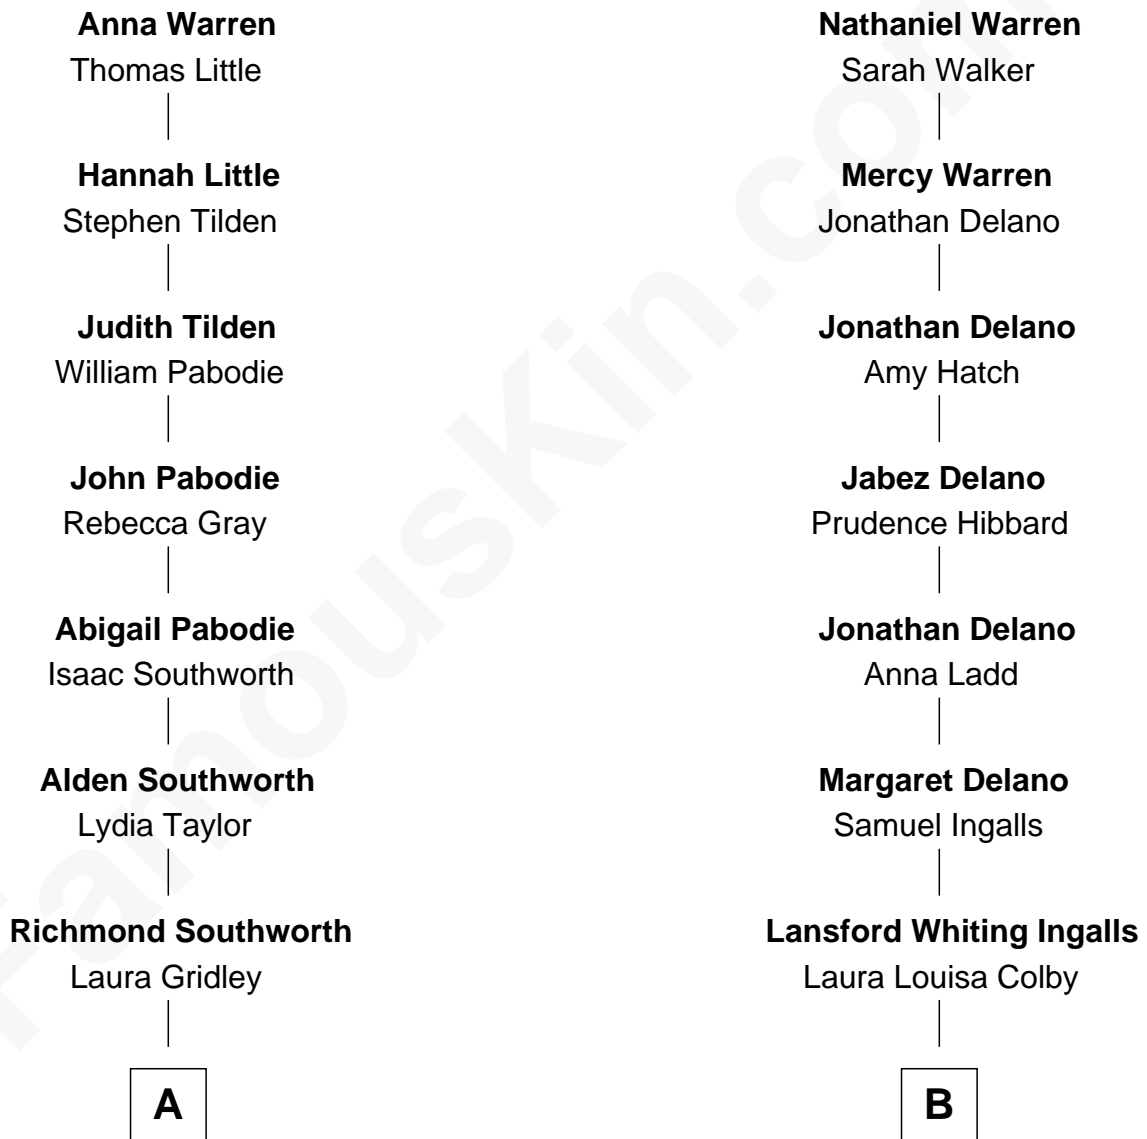 Anna Warren
Thomas Little
Hannah Little
Stephen Tilden
Judith Tilden
William Pabodie
John Pabodie
Rebecca Gray
Abigail Pabodie
Isaac Southworth
Alden Southworth
Lydia Taylor
Richmond Southworth
Laura Gridley
A
Nathaniel Warren
Sarah Walker
Mercy Warren
Jonathan Delano
Jonathan Delano
Amy Hatch
Jabez Delano
Prudence Hibbard
Jonathan Delano
Anna Ladd
Margaret Delano
Samuel Ingalls
Lansford Whiting Ingalls
Laura Louisa Colby
B
FamousKin.com